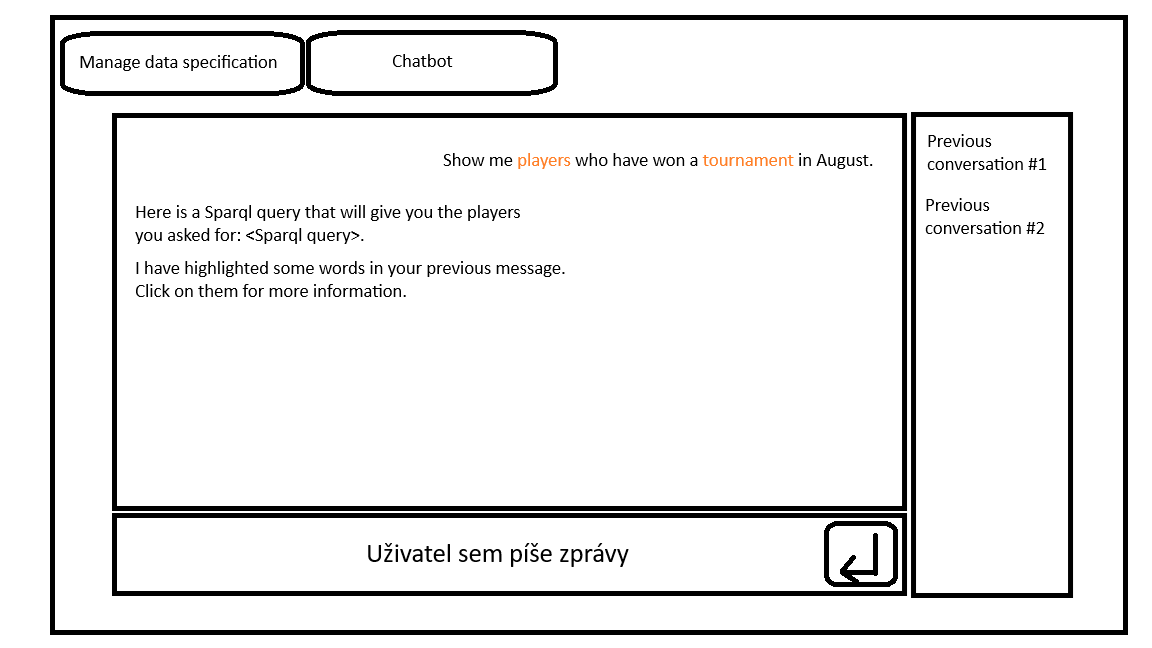 Manage data specification
Chatbot
Show me players who have won a tournament in August.
Here is a Sparql query that will give you the players
you asked for: <Sparql query>.
I have highlighted some words in your previous message.
Click on them for more information.
Uživatel sem píše zprávy
Previous
conversation #1
Previous
conversation #2